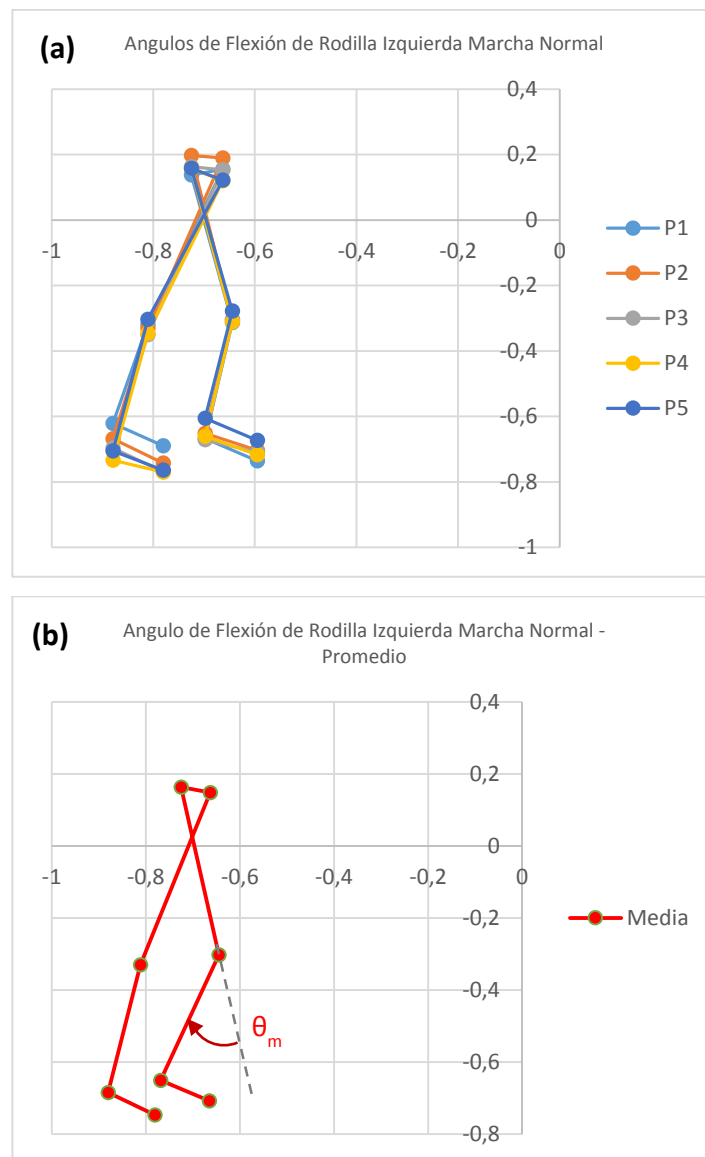 (a) Angulos de Flexión de Rodilla Izquierda Marcha Normal
0,4
0,2
0
-1 -0,8 -0,6 -0,4 -0,2 0
-0,2
-0,4
-0,6
-0,8
-1
P1
P2
P3
P4
P5
(b) Angulo de Flexión de Rodilla Izquierda Marcha Normal -
Promedio
0,4
0,2
0
-1 -0,8 -0,6 -0,4 -0,2 0
-0,2
-0,4
-0,6
-0,8
Media
θm